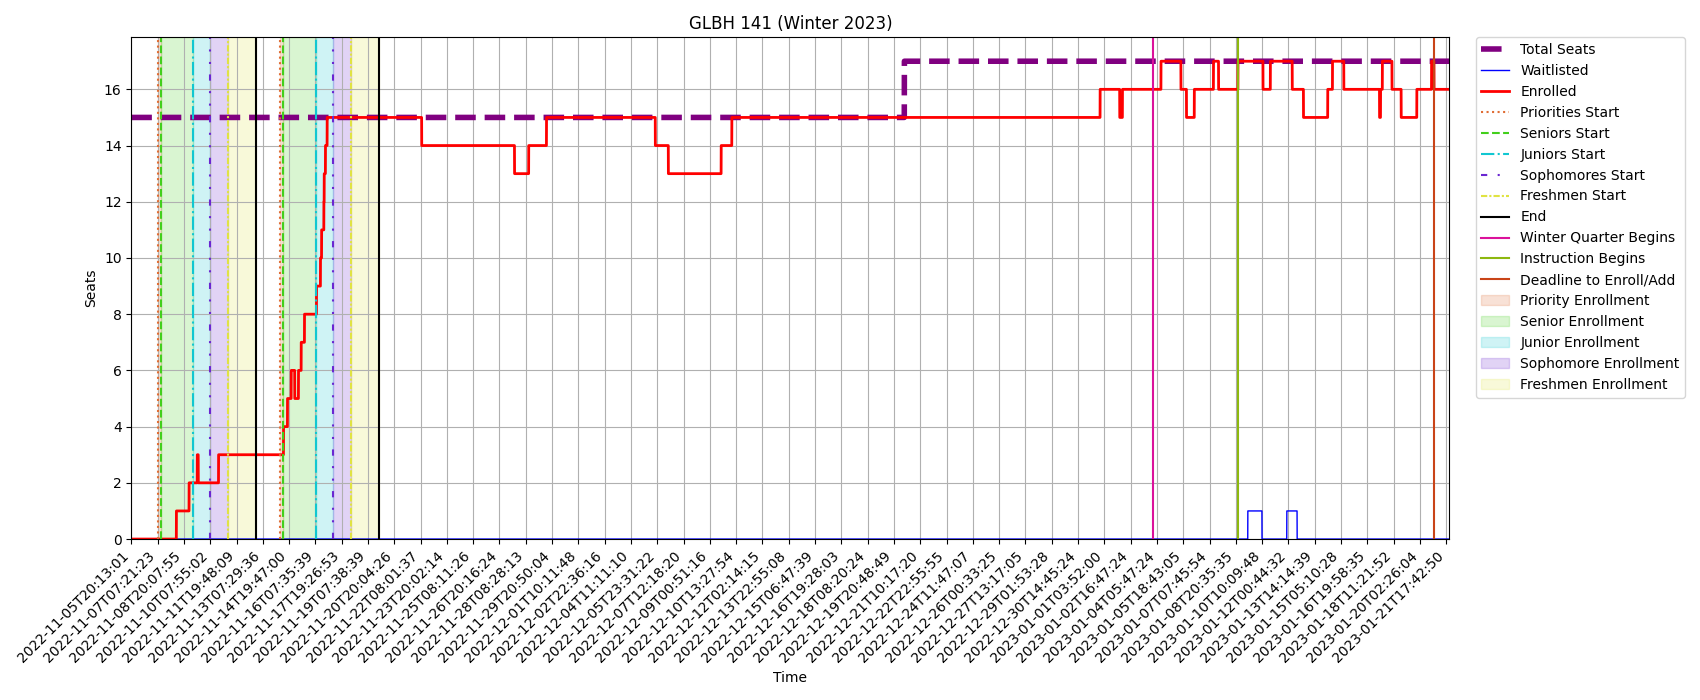 GLBH 141 (Winter 2023)
Seats
16
14
12
10
8
6
4
2
0
2022-11-05T20:13:01
2022-11-07T07:21:23
2022-11-08T20:07:55
2022-11-10T07:55:02
2022-11-11T19:48:09
2022-11-13T07:29:36
2022-11-14T19:47:00
2022-11-16T07:35:39
2022-11-17T19:26:53
2022-11-19T07:38:39
2022-11-20T20:04:26
2022-11-22T08:01:37
2022-11-23T20:02:14
2022-11-25T08:11:26
2022-11-26T20:16:24
2022-11-28T08:28:13
2022-11-29T20:50:04
2022-12-01T10:11:48
2022-12-02T22:36:16
2022-12-04T11:11:10
2022-12-05T23:31:22
2022-12-07T12:18:20
2022-12-09T00:51:16
2022-12-10T13:27:54
2022-12-12T02:14:15
2022-12-13T22:55:08
2022-12-15T06:47:39
2022-12-16T19:28:03
2022-12-18T08:20:24
2022-12-19T20:48:49
2022-12-21T10:17:20
2022-12-22T22:55:55
2022-12-24T11:47:07
2022-12-26T00:33:25
2022-12-27T13:17:05
2022-12-29T01:53:28
2022-12-30T14:45:24
2023-01-01T03:52:00
2023-01-02T16:47:24
2023-01-04T05:47:24
2023-01-05T18:43:05
2023-01-07T07:45:54
2023-01-08T20:35:35
2023-01-10T10:09:48
2023-01-12T00:44:32
2023-01-13T14:14:39
2023-01-15T05:10:28
2023-01-16T19:58:35
2023-01-18T11:21:52
2023-01-20T02:26:04
2023-01-21T17:42:50
Time
Total Seats
Waitlisted
Enrolled
Priorities Start
Seniors Start
Juniors Start
Sophomores Start
Freshmen Start
End
Winter Quarter Begins
Instruction Begins
Deadline to Enroll/Add
Priority Enrollment
Senior Enrollment
Junior Enrollment
Sophomore Enrollment
Freshmen Enrollment